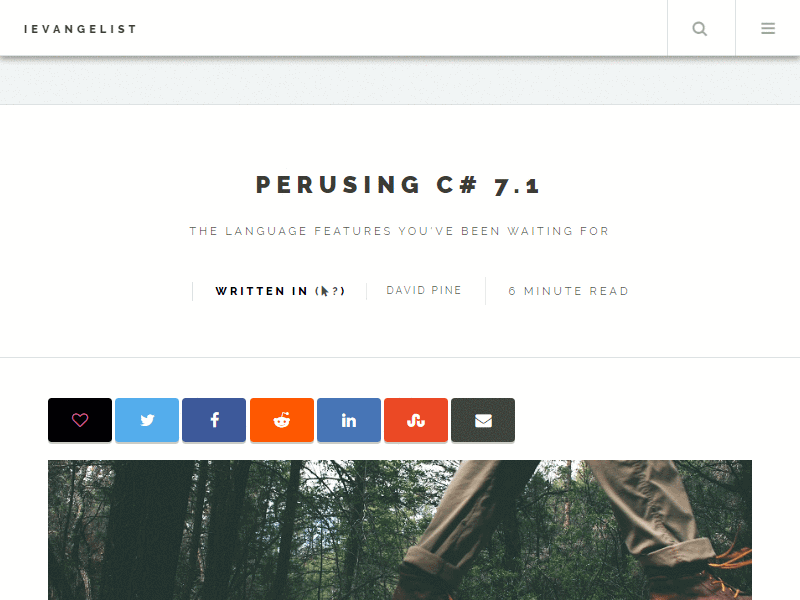 IEVANGELIST
PERUSING C# 7.1
THE LANGUAGE FEATURES YOU'VE BEEN WAITING FOR
WRITTEN IN ( ?)
DAVID PINE
6 MINUTE READ